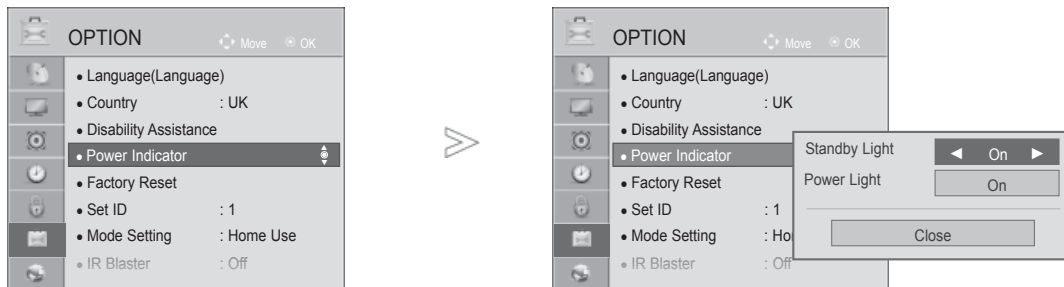 OPTION
Move OK
• Language(Language)
• Country : UK
• Disability Assistance
• Power Indicator
• Factory Reset
• Set ID : 1
• Mode Setting : Home Use
• IR Blaster : Off
OPTION
Move OK
• Language(Language)
• Country : UK
• Disability Assistance
• Power Indicator
• Factory Reset
• Set ID : 1
• Mode Setting : Ho
• IR Blaster : Off
Standby Light ◀ On ▶
Power Light On
Close